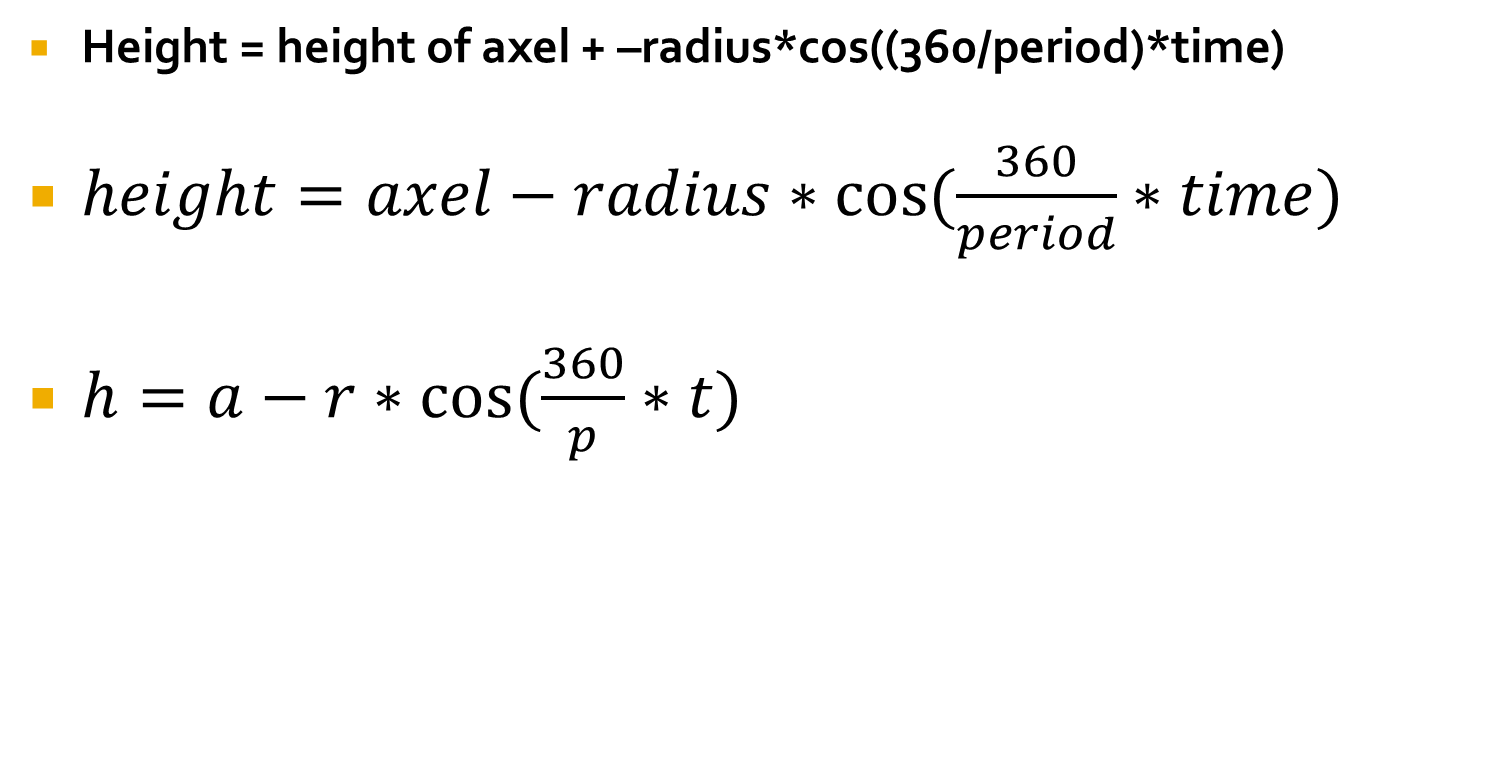 ▪ Height = height of axel + –radius*cos((360/period)*time)
▪ height = axel − radius * cos(360/period * time)
▪ h = a − r * cos(360/p * t)